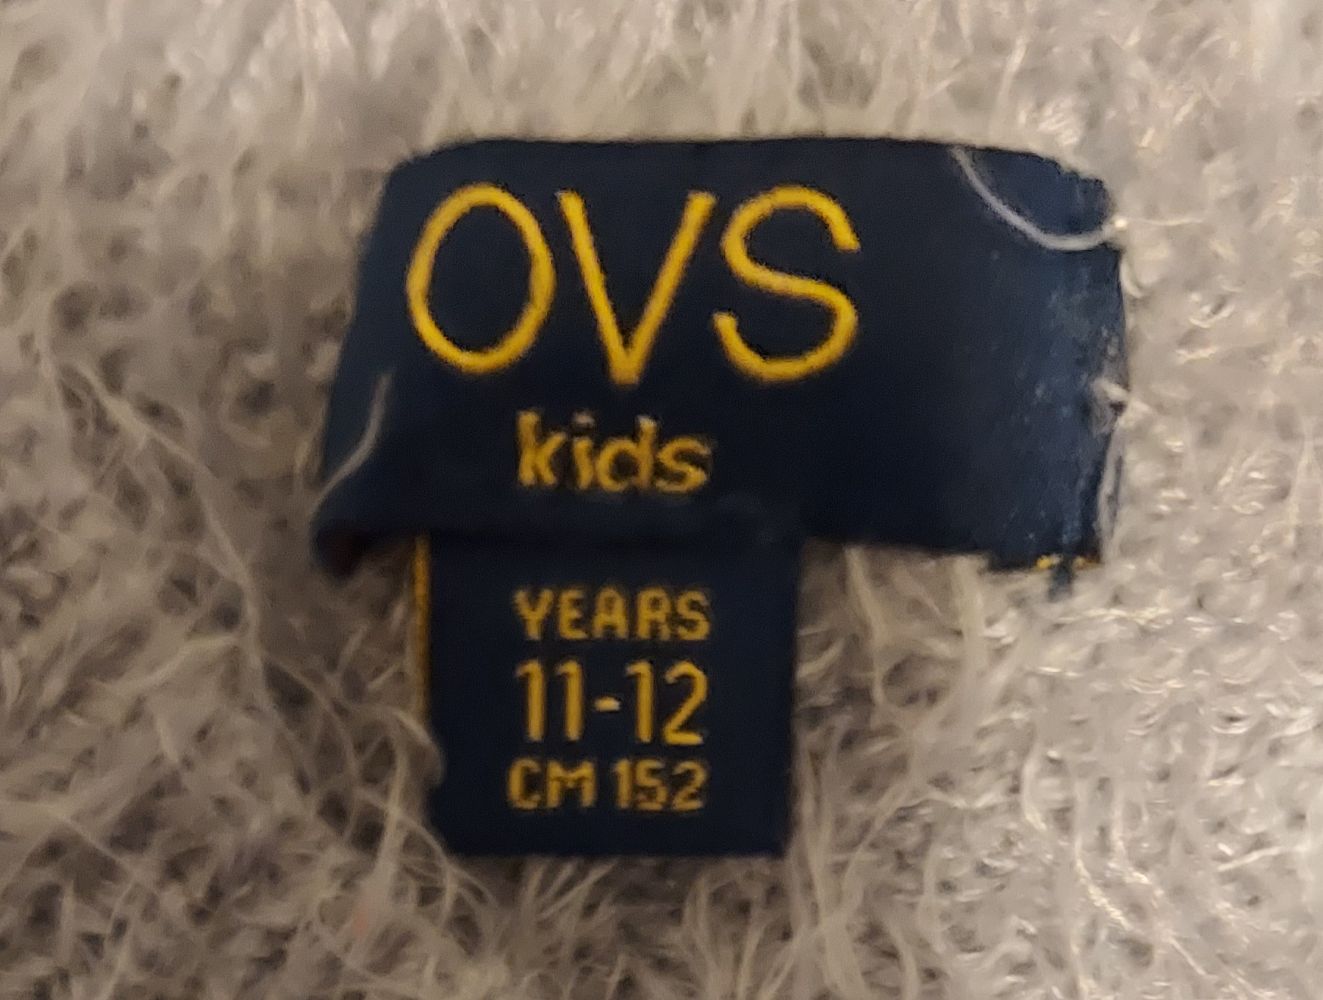 OVS
kids
YEARS
11-12
CM 152